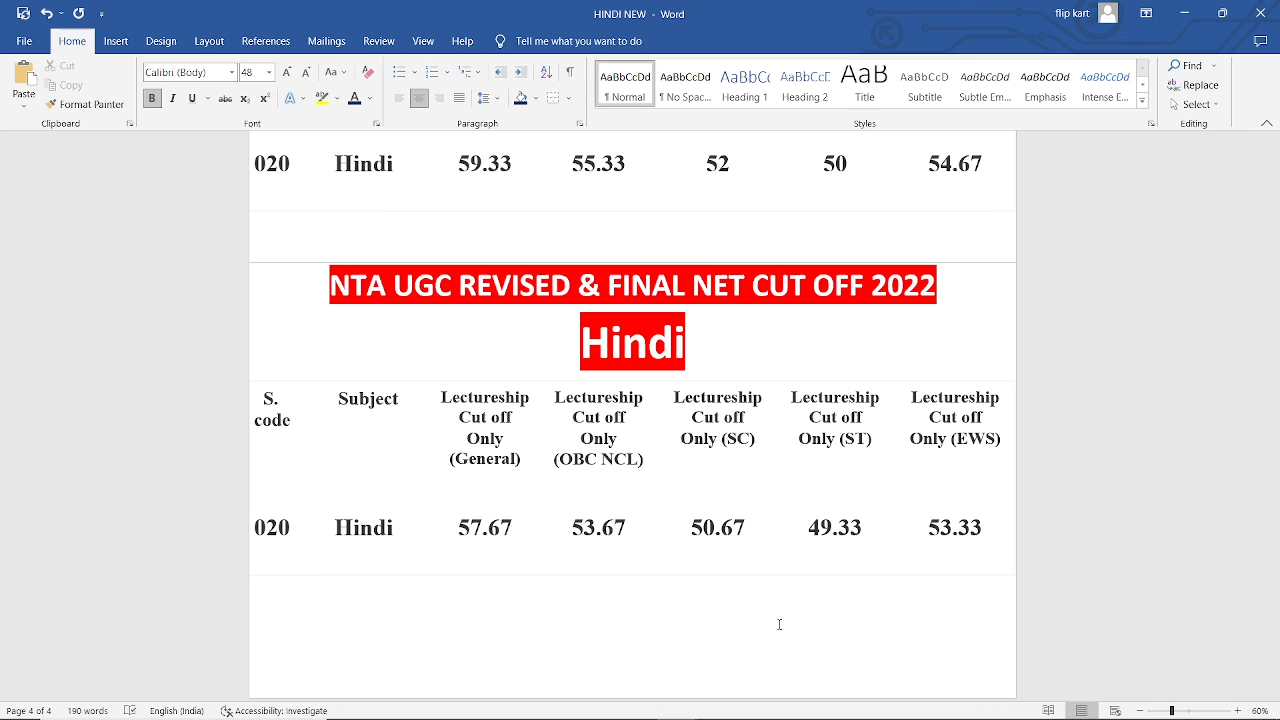 HINDI NEW - Word
flip kart
File Home Insert Design Layout References Mailings Review View Help Tell me what you want to do
Paste
Cut
Copy
Format Painter
Clipboard
Calibri (Body) 48
Font
Paragraph
AaBbCcDd AaBbCcDd AaBbCc AaBbCcD AaB AaBbCcD AaBbCcDd AaBbCcDd AaBbCcDd
¶ Normal ¶ No Spac... Heading 1 Heading 2 Title Subtitle Subtle Em... Emphasis Intense E...
Styles
Find
Replace
Select
Editing
020 Hindi 59.33 55.33 52 50 54.67
NTA UGC REVISED & FINAL NET CUT OFF 2022
Hindi
S. code Subject Lectureship Cut off Only (General) Lectureship Cut off Only (OBC NCL) Lectureship Cut off Only (SC) Lectureship Cut off Only (ST) Lectureship Cut off Only (EWS)
020 Hindi 57.67 53.67 50.67 49.33 53.33
Page 4 of 4 190 words English (India) Accessibility: Investigate 60%